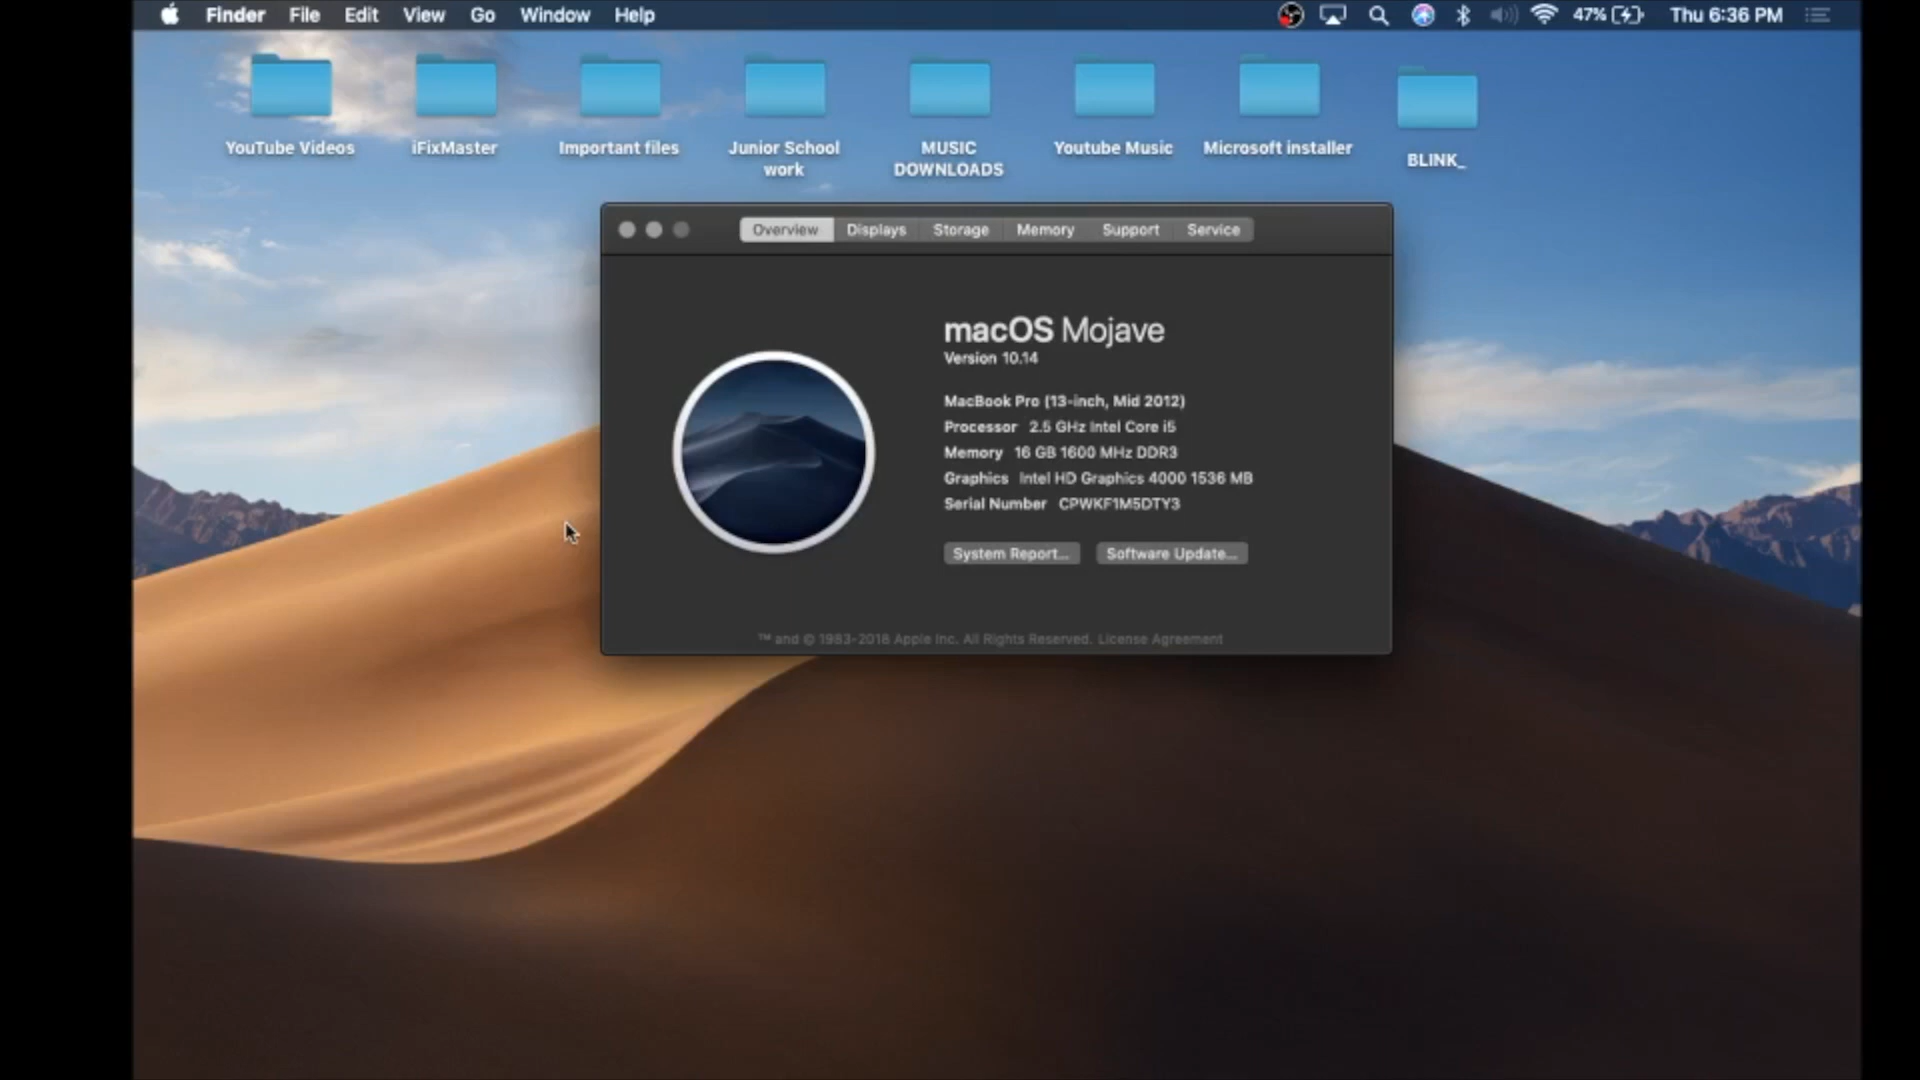 Finder File Edit View Go Window Help 47% Thu 6:36 PM
YouTube Videos iFixMaster Important files Junior School work MUSIC DOWNLOADS Youtube Music Microsoft installer BLINK_
Overview Displays Storage Memory Support Service
macOS Mojave
Version 10.14
MacBook Pro (13-inch, Mid 2012)
Processor 2.5 GHz Intel Core i5
Memory 16 GB 1600 MHz DDR3
Graphics Intel HD Graphics 4000 1536 MB
Serial Number CPWKF1M5DTY3
System Report... Software Update...
™ and © 1983-2018 Apple Inc. All Rights Reserved. License Agreement